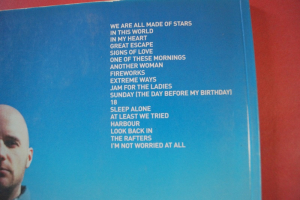 WE ARE ALL MADE OF STARS
IN THIS WORLD
IN MY HEART
GREAT ESCAPE
SIGNS OF LOVE
ONE OF THESE MORNINGS
ANOTHER WOMAN
FIREWORKS
EXTREME WAYS
JAM FOR THE LADIES
SUNDAY (THE DAY BEFORE MY BIRTHDAY)
18
SLEEP ALONE
AT LEAST WE TRIED
HARBOUR
LOOK BACK IN
THE RAFTERS
I'M NOT WORRIED AT ALL